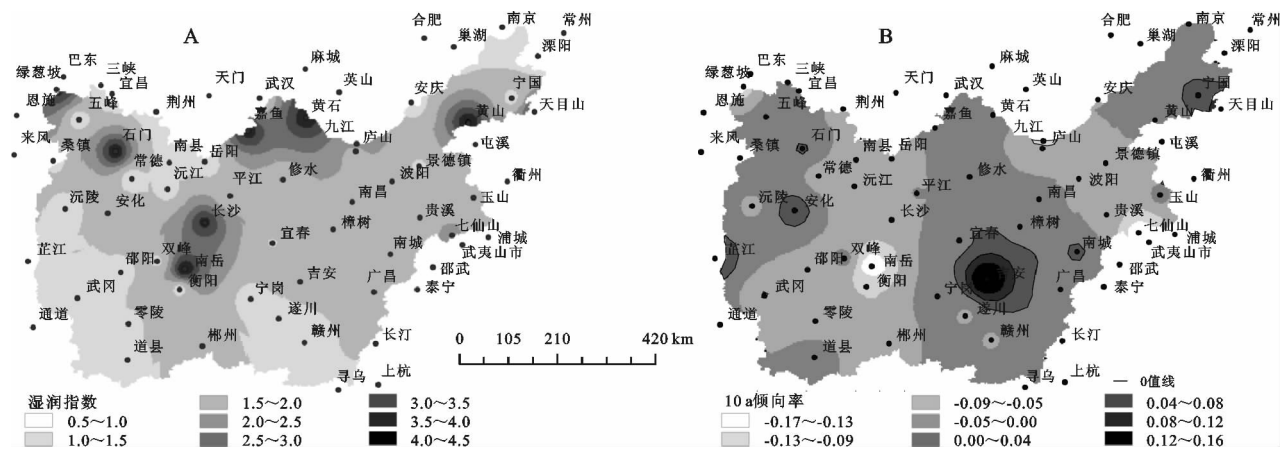 A
合肥
南京
常州
巢湖
溧阳
麻城
巴东
三峡
绿葱坡
宜昌
天门
武汉
英山
安庆
宁国
恩施
五峰
荆州
嘉鱼
黄石
黄山
天目山
九江
来凤
桑镇
石门
南县
岳阳
庐山
屯溪
常德
景德镇
沅江
平江
修水
波阳
衢州
沅陵
安化
长沙
南昌
玉山
贵溪
宜春
樟树
七仙山
浦城
芷江
邵阳
双峰
南岳
南城
武夷山市
衡阳
吉安
广昌
邵武
武冈
宁冈
泰宁
通道
零陵
遂川
郴州
赣州
长汀
道县
寻乌
上杭
湿润指数
0.5～1.0
1.0～1.5
1.5～2.0
2.0～2.5
2.5～3.0
3.0～3.5
3.5～4.0
4.0～4.5
0 105 210 420 km
B
合肥
南京
常州
巢湖
溧阳
麻城
巴东
三峡
绿葱坡
宜昌
天门
武汉
英山
安庆
宁国
恩施
五峰
荆州
嘉鱼
黄石
黄山
天目山
九江
来凤
桑镇
石门
南县
岳阳
庐山
屯溪
常德
景德镇
沅江
平江
修水
波阳
衢州
沅陵
安化
长沙
南昌
玉山
贵溪
宜春
樟树
七仙山
浦城
芷江
邵阳
双峰
南岳
南城
武夷山市
衡阳
安
广昌
邵武
武冈
宁冈
泰宁
通道
零陵
遂川
郴州
赣州
长汀
道县
寻乌
上杭
10 a倾向率
-0.17～-0.13
-0.13～-0.09
-0.09～-0.05
-0.05～0.00
0.00～0.04
0值线
0.04～0.08
0.08～0.12
0.12～0.16